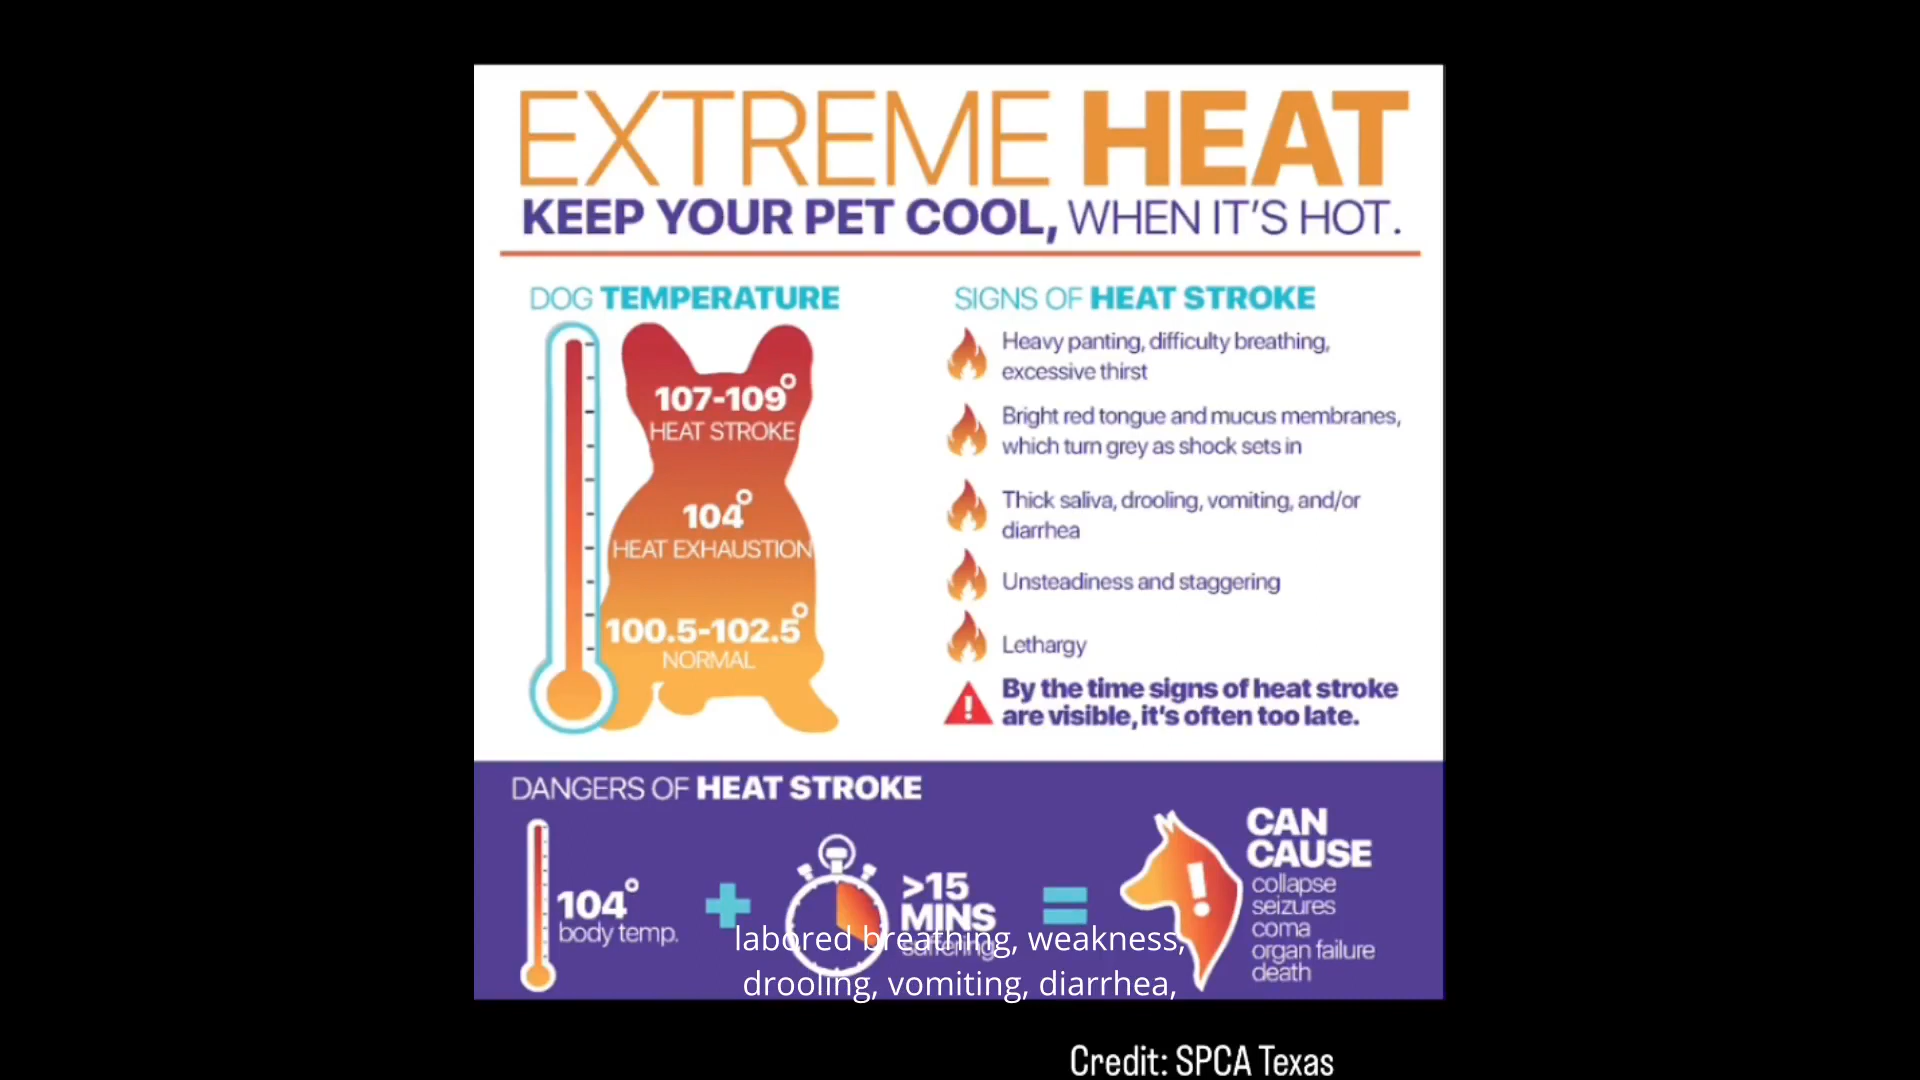 EXTREME HEAT
KEEP YOUR PET COOL, WHEN IT'S HOT.
DOG TEMPERATURE
107-109°
HEAT STROKE
104°
HEAT EXHAUSTION
100.5-102.5°
NORMAL
SIGNS OF HEAT STROKE
Heavy panting, difficulty breathing,
excessive thirst
Bright red tongue and mucus membranes,
which turn grey as shock sets in
Thick saliva, drooling, vomiting, and/or
diarrhea
Unsteadiness and staggering
Lethargy
By the time signs of heat stroke
are visible, it's often too late.
DANGERS OF HEAT STROKE
104°
body temp.
+
>15
MINS
suffering
=
CAN
CAUSE
collapse
seizures
coma
organ failure
death
labored breathing, weakness,
drooling, vomiting, diarrhea,
Credit: SPCA Texas